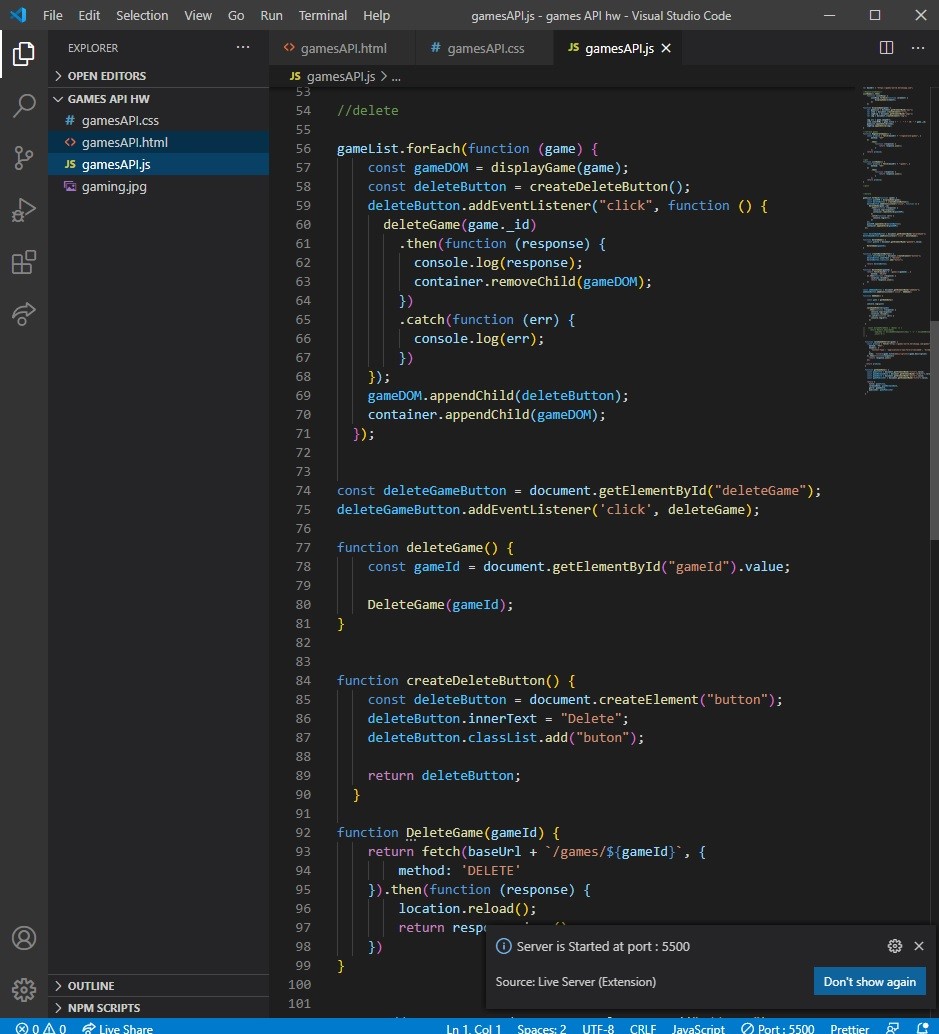 File Edit Selection View Go Run Terminal Help gamesAPI.js - games API hw - Visual Studio Code
EXPLORER ...
OPEN EDITORS
GAMES API HW
# gamesAPI.css
<> gamesAPI.html
JS gamesAPI.js
gaming.jpg
OUTLINE
NPM SCRIPTS
<> gamesAPI.html # gamesAPI.css JS gamesAPI.js
JS gamesAPI.js > ...
53
54 //delete
55
56 gameList.forEach(function (game) {
57 const gameDOM = displayGame(game);
58 const deleteButton = createDeleteButton();
59 deleteButton.addEventListener("click", function () {
60 deleteGame(game._id)
61 .then(function (response) {
62 console.log(response);
63 container.removeChild(gameDOM);
64 })
65 .catch(function (err) {
66 console.log(err);
67 })
68 });
69 gameDOM.appendChild(deleteButton);
70 container.appendChild(gameDOM);
71 });
72
73
74 const deleteGameButton = document.getElementById("deleteGame");
75 deleteGameButton.addEventListener('click', deleteGame);
76
77 function deleteGame() {
78 const gameId = document.getElementById("gameId").value;
79
80 DeleteGame(gameId);
81 }
82
83
84 function createDeleteButton() {
85 const deleteButton = document.createElement("button");
86 deleteButton.innerText = "Delete";
87 deleteButton.classList.add("buton");
88
89 return deleteButton;
90 }
91
92 function DeleteGame(gameId) {
93 return fetch(baseUrl + `/games/${gameId}`, {
94 method: 'DELETE'
95 }).then(function (response) {
96 location.reload();
97 return resp
98 })
99 }
100
101
Server is Started at port : 5500
Source: Live Server (Extension) Don't show again
0 0 Live Share Ln 1, Col 1 Spaces: 2 UTF-8 CRLF JavaScript Port : 5500 Prettier